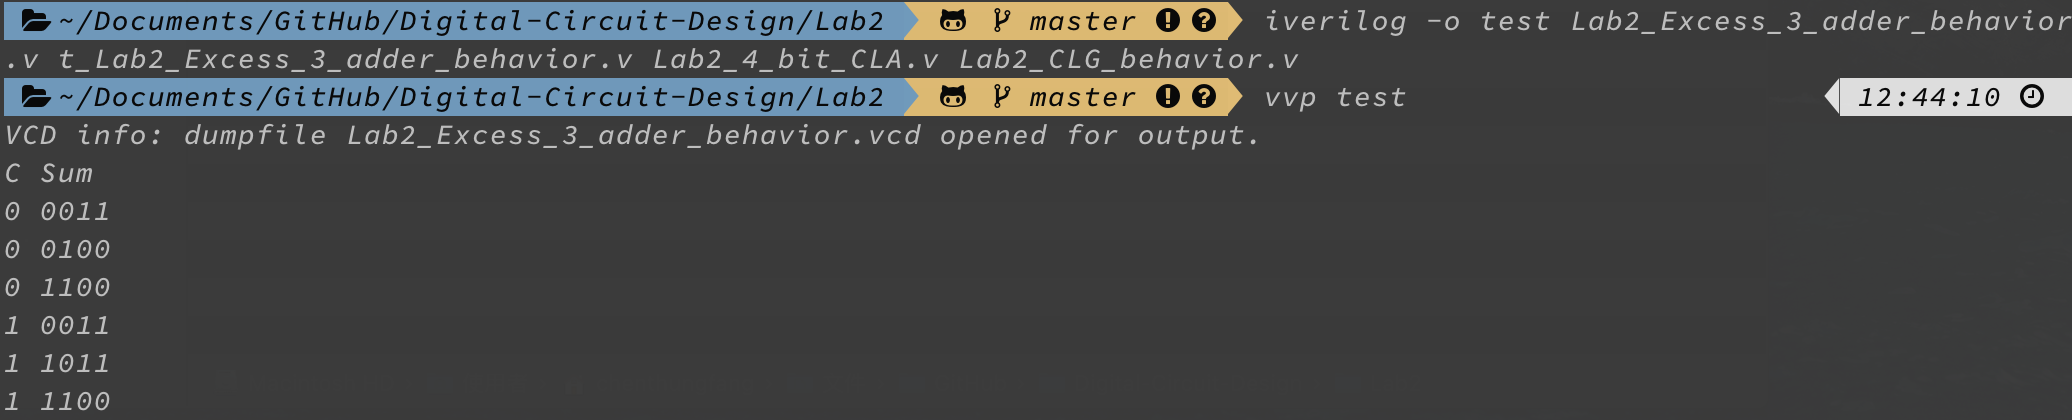 ~/Documents/GitHub/Digital-Circuit-Design/Lab2 master iverilog -o test Lab2_Excess_3_adder_behavior
.v t_Lab2_Excess_3_adder_behavior.v Lab2_4_bit_CLA.v Lab2_CLG_behavior.v
~/Documents/GitHub/Digital-Circuit-Design/Lab2 master vvp test 12:44:10
VCD info: dumpfile Lab2_Excess_3_adder_behavior.vcd opened for output.
C Sum
0 0011
0 0100
0 1100
1 0011
1 1011
1 1100